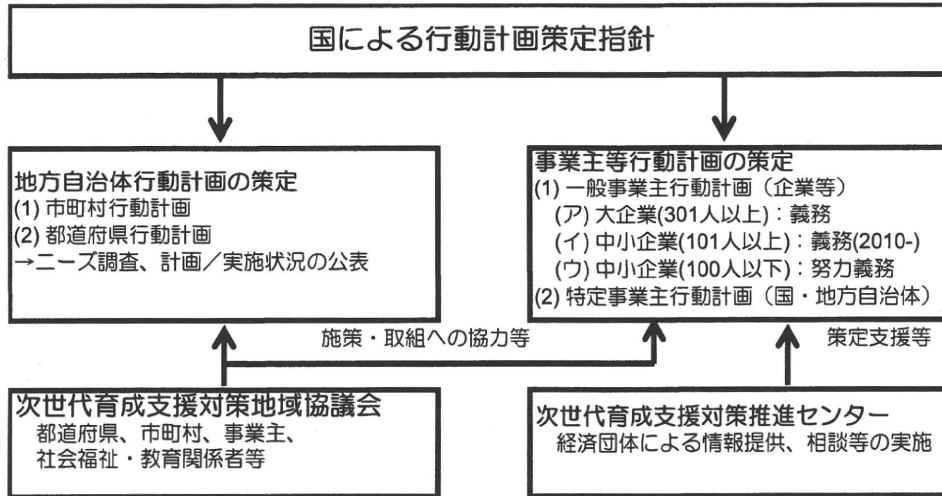 国による行動計画策定指針
地方自治体行動計画の策定
(1) 市町村行動計画
(2) 都道府県行動計画
→ニーズ調査、計画／実施状況の公表
事業主等行動計画の策定
(1) 一般事業主行動計画（企業等）
(ア) 大企業(301人以上)：義務
(イ) 中小企業(101人以上)：義務(2010-)
(ウ) 中小企業(100人以下)：努力義務
(2) 特定事業主行動計画（国・地方自治体）
施策・取組への協力等
策定支援等
次世代育成支援対策地域協議会
都道府県、市町村、事業主、
社会福祉・教育関係者等
次世代育成支援対策推進センター
経済団体による情報提供、相談等の実施